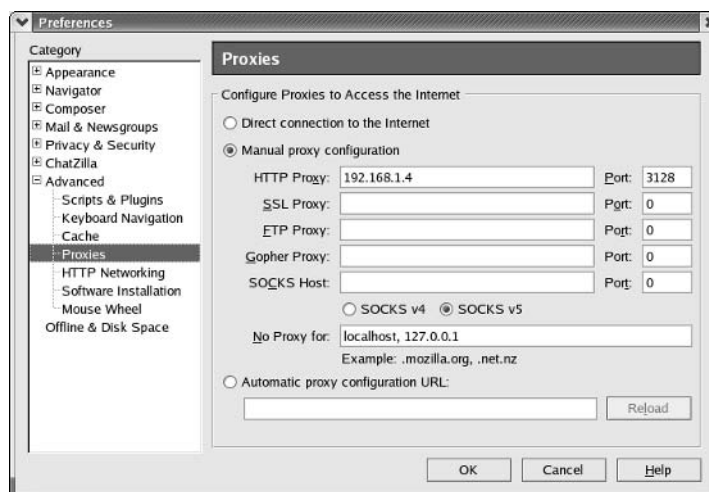 Preferences
Category
Appearance
Navigator
Composer
Mail & Newsgroups
Privacy & Security
ChatZilla
Advanced
Scripts & Plugins
Keyboard Navigation
Cache
Proxies
HTTP Networking
Software Installation
Mouse Wheel
Offline & Disk Space
Proxies
Configure Proxies to Access the Internet
Direct connection to the Internet
Manual proxy configuration
HTTP Proxy: 192.168.1.4 Port: 3128
SSL Proxy: Port: 0
FTP Proxy: Port: 0
Gopher Proxy: Port: 0
SOCKS Host: Port: 0
SOCKS v4 SOCKS v5
No Proxy for: localhost, 127.0.0.1
Example: .mozilla.org, .net.nz
Automatic proxy configuration URL:
Reload
OK Cancel Help